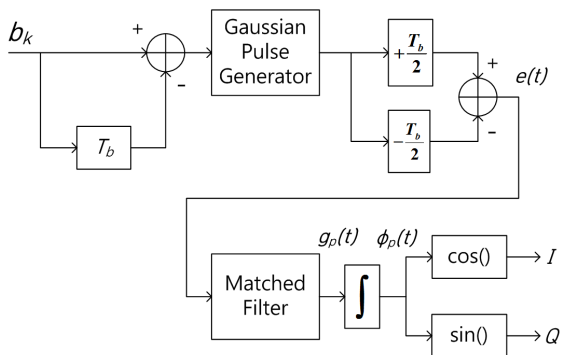 b_k
+
-
T_b
Gaussian
Pulse
Generator
+T_b/2
-T_b/2
+
-
e(t)
Matched
Filter
g_p(t)
∫
ϕ_p(t)
cos()
I
sin()
Q